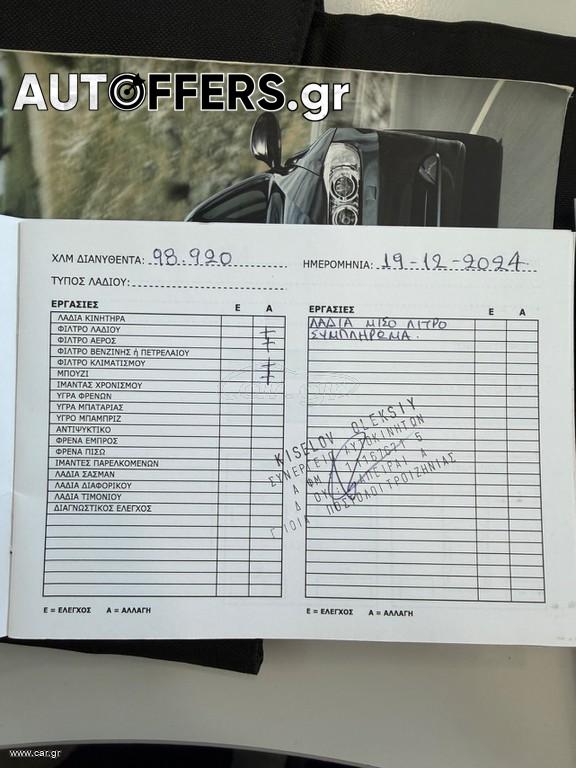 AUTOFFERS.gr
ΧΛΜ ΔΙΑΝΥΘΕΝΤΑ: 98.920
ΗΜΕΡΟΜΗΝΙΑ: 19-12-2024
ΤΥΠΟΣ ΛΑΔΙΟΥ:
ΕΡΓΑΣΙΕΣ Ε Α
ΛΑΔΙΑ ΚΙΝΗΤΗΡΑ
ΦΙΛΤΡΟ ΛΑΔΙΟΥ
ΦΙΛΤΡΟ ΑΕΡΟΣ
ΦΙΛΤΡΟ ΒΕΝΖΙΝΗΣ ή ΠΕΤΡΕΛΑΙΟΥ
ΦΙΛΤΡΟ ΚΛΙΜΑΤΙΣΜΟΥ
ΜΠΟΥΖΙ
ΙΜΑΝΤΑΣ ΧΡΟΝΙΣΜΟΥ
ΥΓΡΑ ΦΡΕΝΩΝ
ΥΓΡΑ ΜΠΑΤΑΡΙΑΣ
ΥΓΡΟ ΜΠΑΜΠΡΙΖ
ΑΝΤΙΨΥΚΤΙΚΟ
ΦΡΕΝΑ ΕΜΠΡΟΣ
ΦΡΕΝΑ ΠΙΣΩ
ΙΜΑΝΤΕΣ ΠΑΡΕΛΚΟΜΕΝΩΝ
ΛΑΔΙΑ ΣΑΣΜΑΝ
ΛΑΔΙΑ ΔΙΑΦΟΡΙΚΟΥ
ΛΑΔΙΑ ΤΙΜΟΝΙΟΥ
ΔΙΑΓΝΩΣΤΙΚΟΣ ΕΛΕΓΧΟΣ
Ε = ΕΛΕΓΧΟΣ Α = ΑΛΛΑΓΗ
ΕΡΓΑΣΙΕΣ Ε Α
ΛΑΔΙΑ ΜΙΣΟ ΛΙΤΡΟ
ΣΥΜΠΛΗΡΩΜΑ.
KISELOV OLEKSIY
ΣΥΝΕΡΓΕΙΟ ΑΥΤΟΚΙΝΗΤΩΝ
Ε = ΕΛΕΓΧΟΣ Α = ΑΛΛΑΓΗ
car.gr
www.car.gr